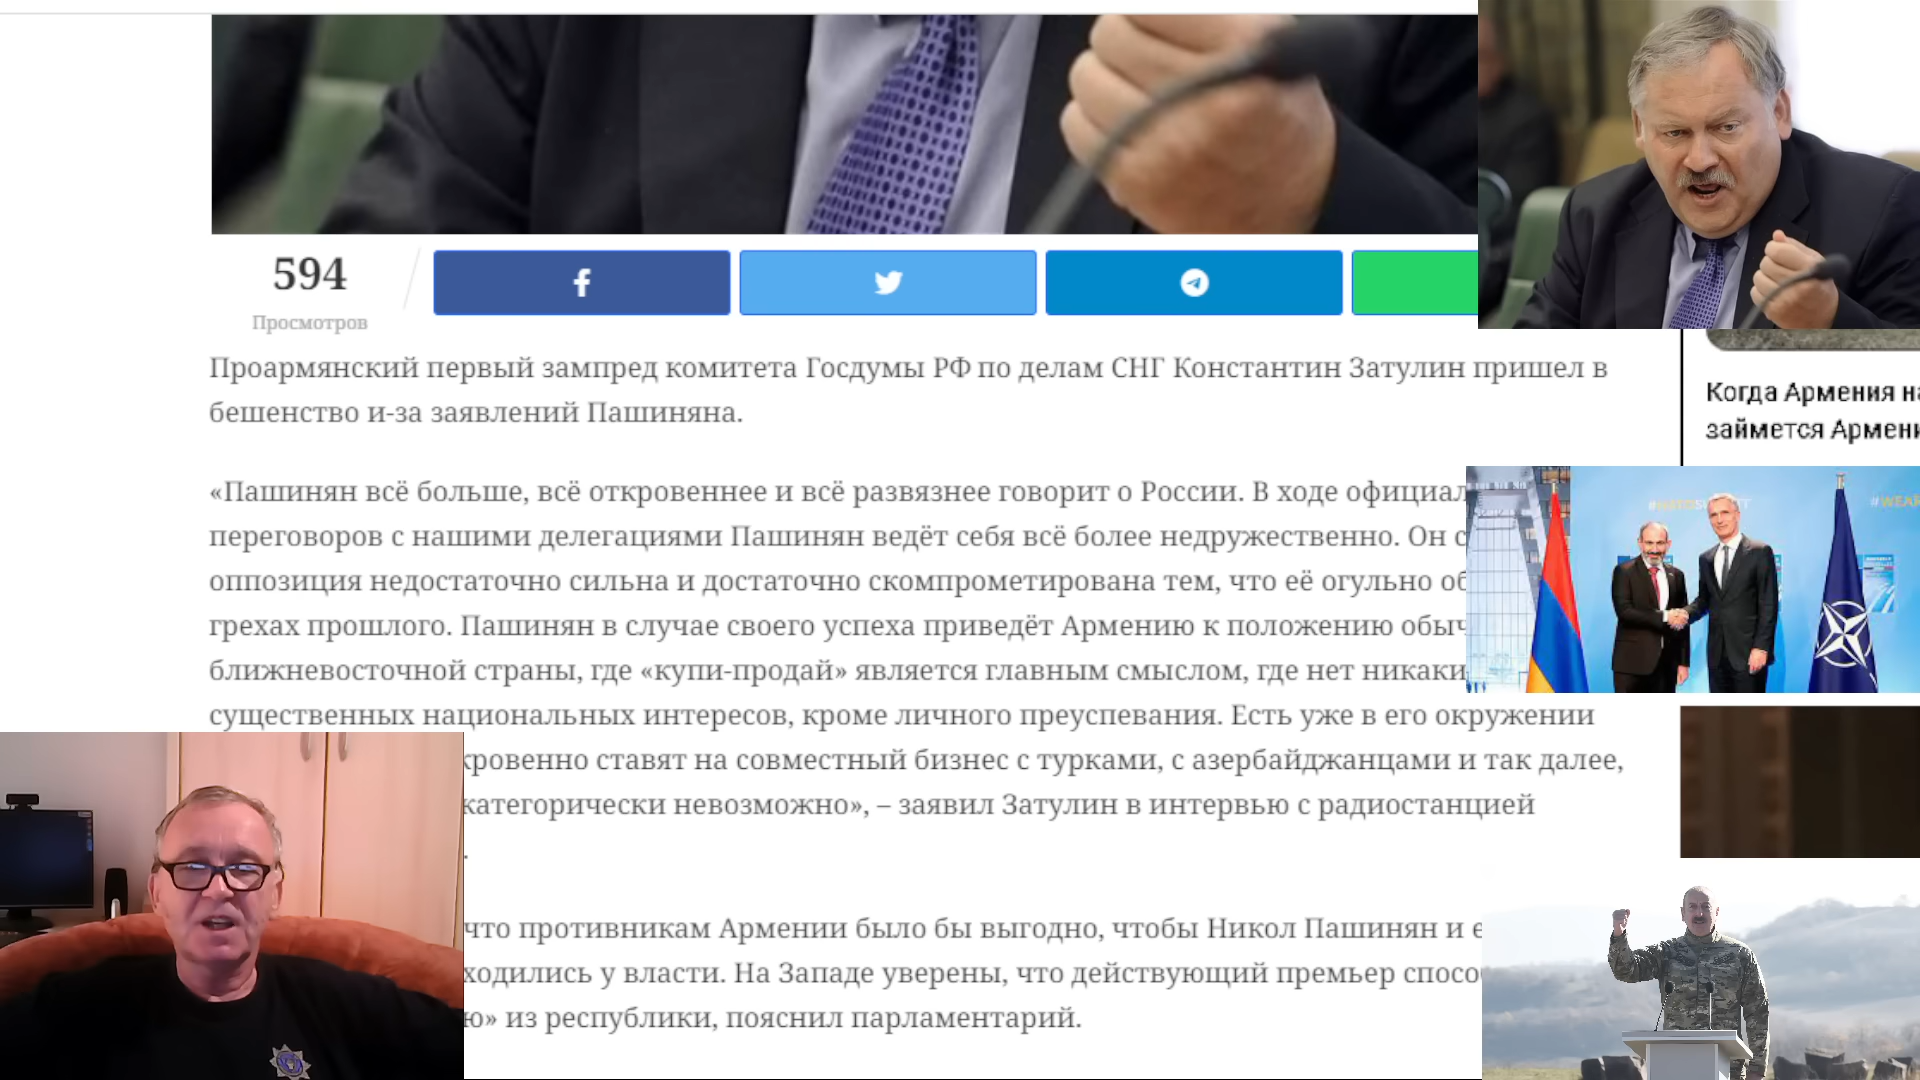 594
Просмотров
Проармянский первый зампред комитета Госдумы РФ по делам СНГ Константин Затулин пришел в
бешенство и-за заявлений Пашиняна.
«Пашинян всё больше, всё откровеннее и всё развязнее говорит о России. В ходе официал
переговоров с нашими делегациями Пашинян ведёт себя всё более недружественно. Он с
оппозиция недостаточно сильна и достаточно скомпрометирована тем, что её огульно об
грехах прошлого. Пашинян в случае своего успеха приведёт Армению к положению обыч
ближневосточной страны, где «купи-продай» является главным смыслом, где нет никаки
существенных национальных интересов, кроме личного преуспевания. Есть уже в его окружении
кровенно ставят на совместный бизнес с турками, с азербайджанцами и так далее,
категорически невозможно», – заявил Затулин в интервью с радиостанцией
.
что противникам Армении было бы выгодно, чтобы Никол Пашинян и е
ходились у власти. На Западе уверены, что действующий премьер спосо
ю» из республики, пояснил парламентарий.
Когда Армения на
займется Армени